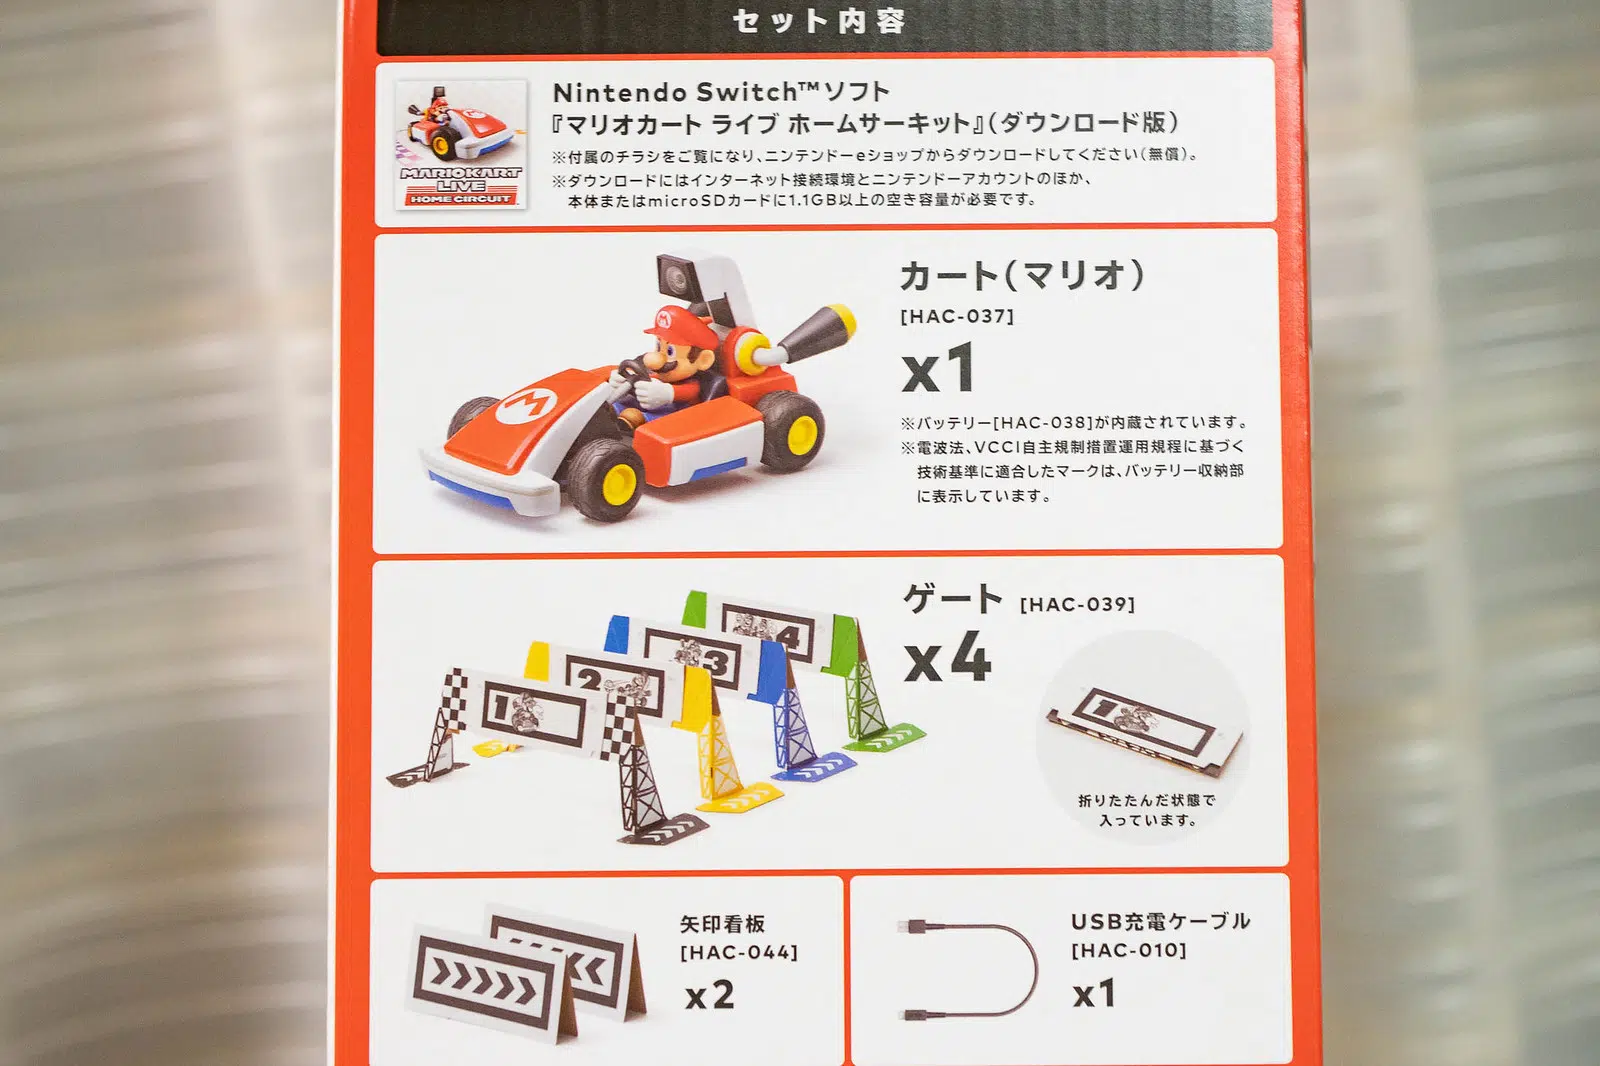 セット内容
Nintendo Switch™ソフト
『マリオカート ライブ ホームサーキット』(ダウンロード版)
※付属のチラシをご覧になり、ニンテンドーeショップからダウンロードしてください(無償)。
※ダウンロードにはインターネット接続環境とニンテンドーアカウントのほか、
本体またはmicroSDカードに1.1GB以上の空き容量が必要です。
MARIOKART
LIVE
HOME CIRCUIT
カート(マリオ)
[HAC-037]
x1
※バッテリー[HAC-038]が内蔵されています。
※電波法、VCCI自主規制措置運用規程に基づく
技術基準に適合したマークは、バッテリー収納部
に表示しています。
M
M
ゲート [HAC-039]
x4
1
2
3
4
1
折りたたんだ状態で
入っています。
矢印看板
[HAC-044]
x2
USB充電ケーブル
[HAC-010]
x1